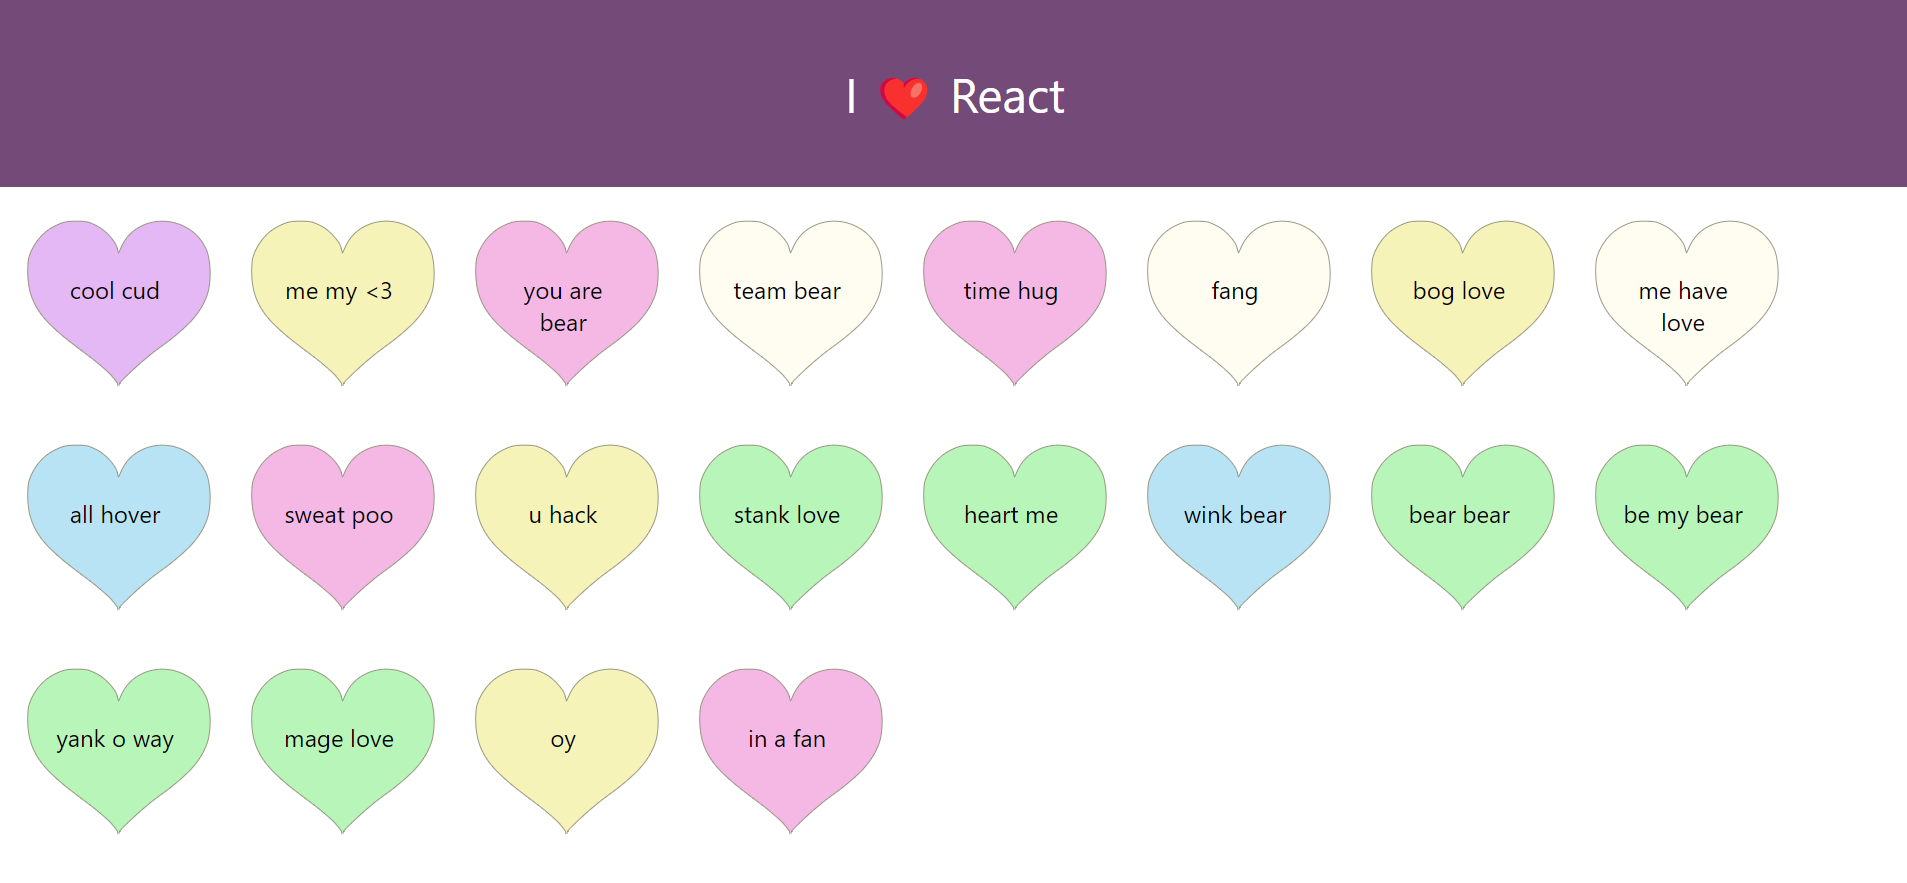 I ❤️ React
cool cud
me my <3
you are
bear
team bear
time hug
fang
bog love
me have
love
all hover
sweat poo
u hack
stank love
heart me
wink bear
bear bear
be my bear
yank o way
mage love
oy
in a fan